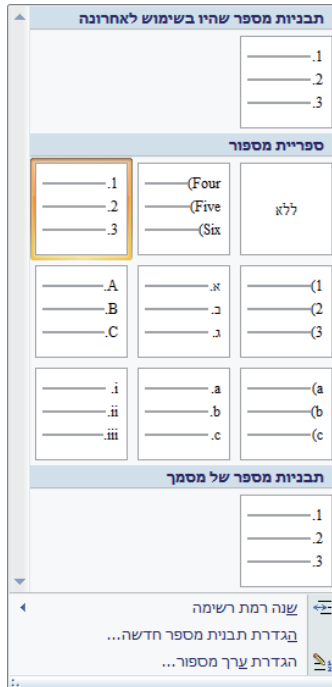 תבניות מספר שהיו בשימוש לאחרונה
.1
.2
.3
ספריית מספור
ללא
(Four
(Five
(Six
.1
.2
.3
(1
(2
(3
א.
ב.
ג.
.A
.B
.C
(a
(b
(c
.a
.b
.c
.i
.ii
.iii
תבניות מספר של מסמך
.1
.2
.3
שנה רמת רשימה
הגדרת תבנית מספר חדשה...
הגדרת ערך מספור...